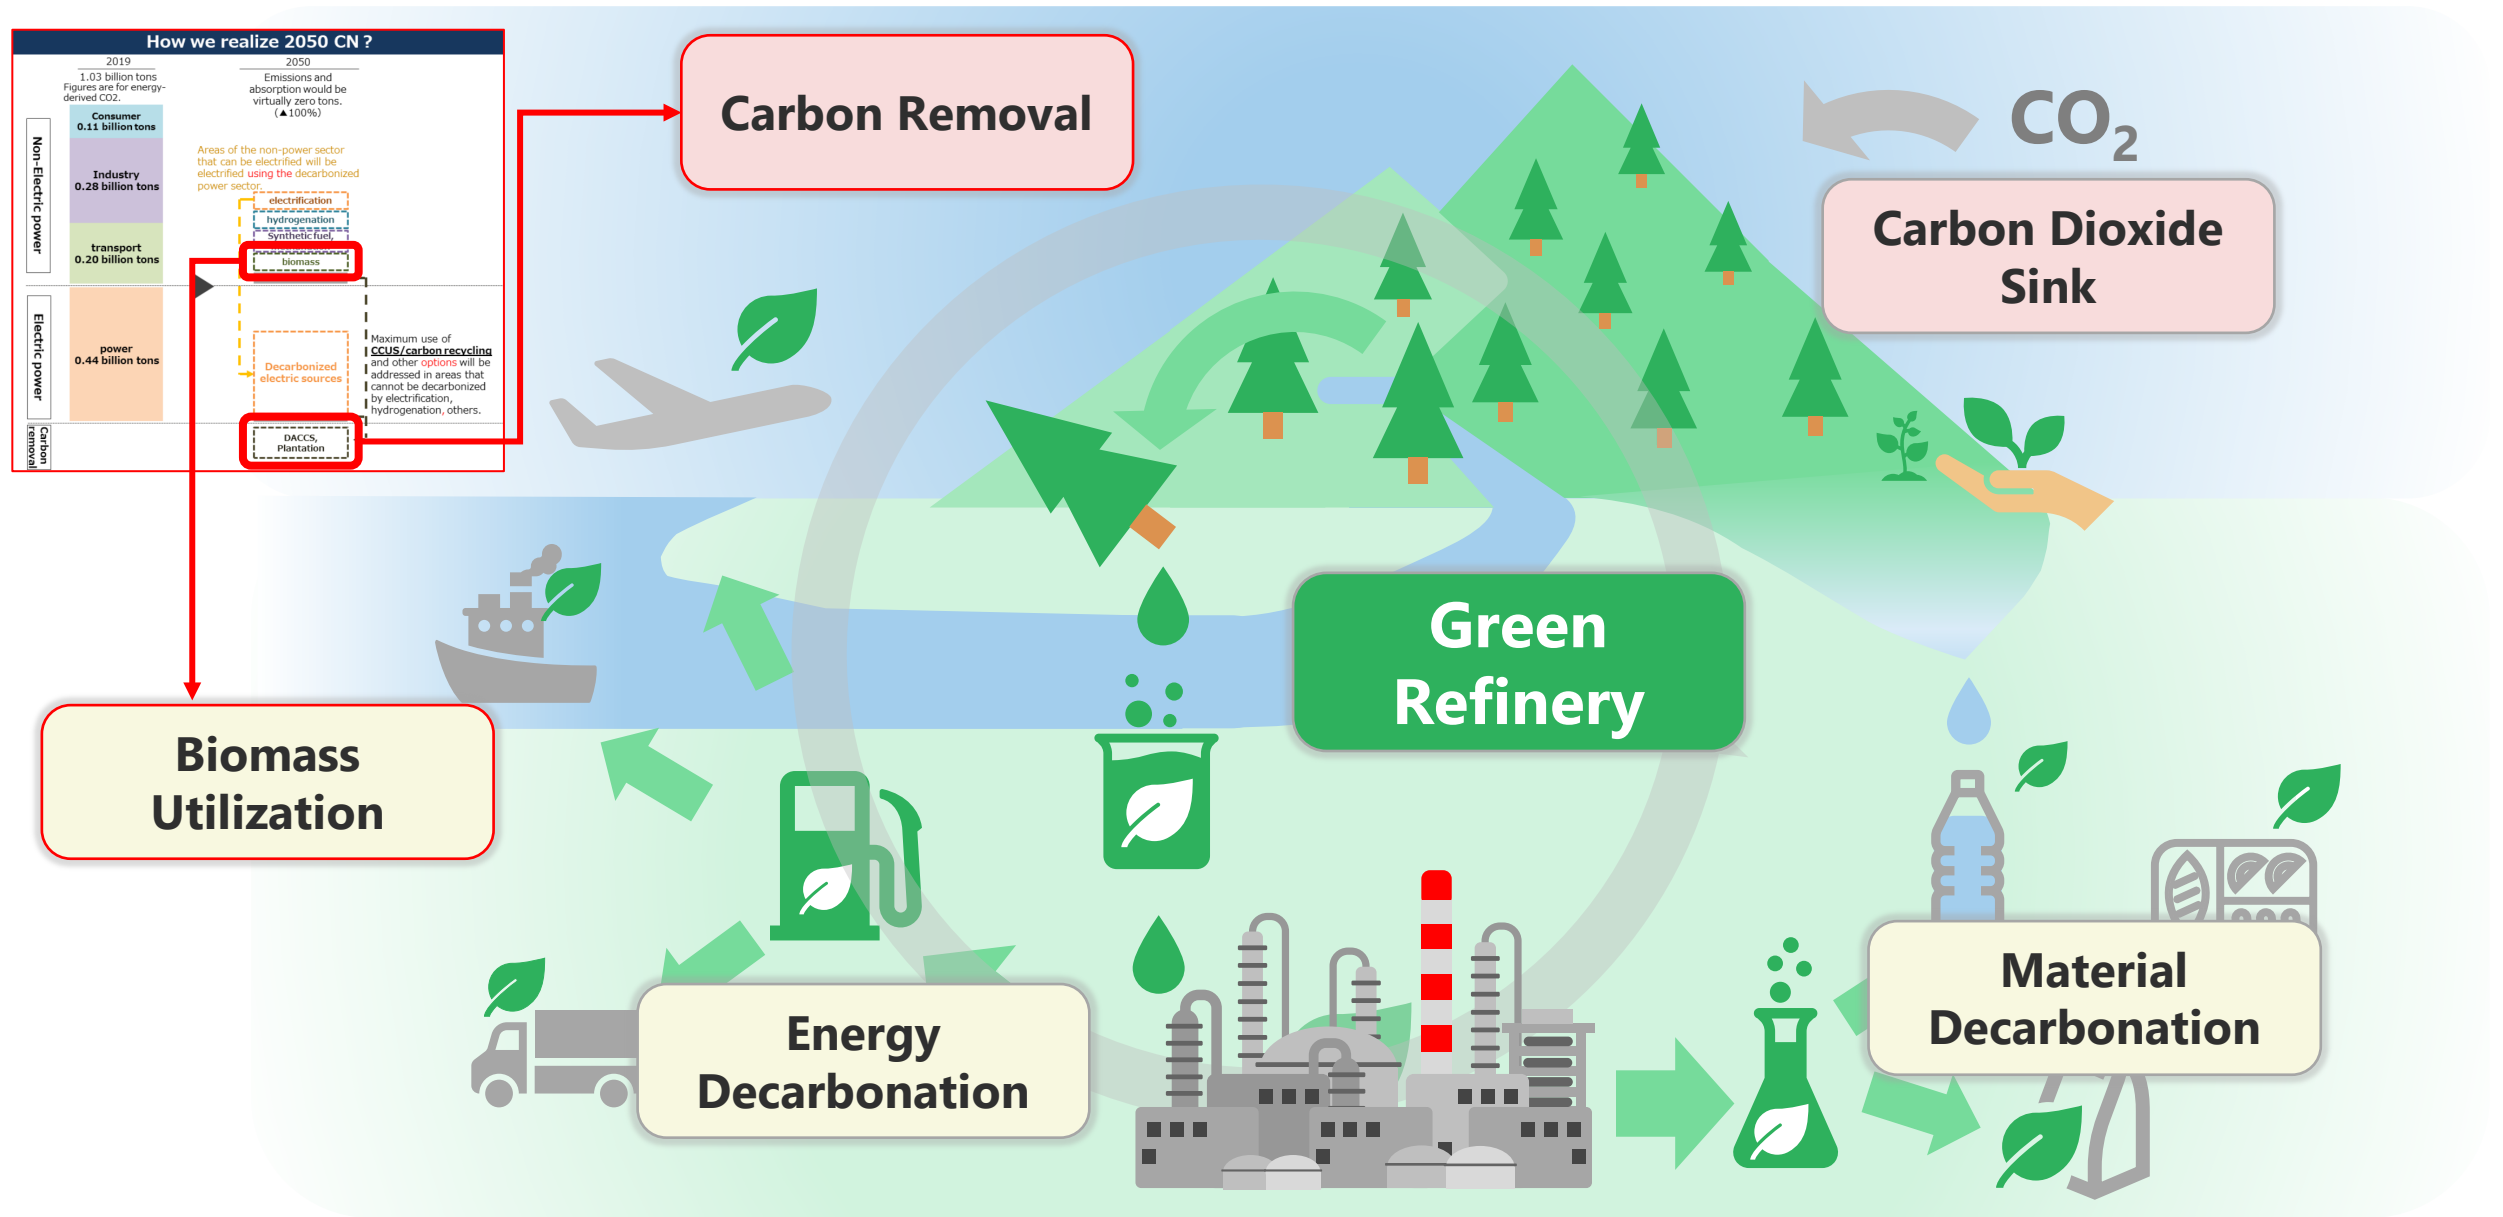 How we realize 2050 CN ?
2019
1.03 billion tons
Figures are for energy-
derived CO2.
2050
Emissions and
absorption would be
virtually zero tons.
(▲100%)
Non-Electric power
Consumer
0.11 billion tons
Industry
0.28 billion tons
transport
0.20 billion tons
Areas of the non-power sector
that can be electrified will be
electrified using the decarbonized
power sector.
electrification
hydrogenation
Synthetic fuel,
biomass
Electric power
power
0.44 billion tons
Decarbonized
electric sources
Maximum use of
CCUS/carbon recycling
and other options will be
addressed in areas that
cannot be decarbonized
by electrification,
hydrogenation, others.
Carbon
removal
DACCS,
Plantation
Carbon Removal
CO2
Carbon Dioxide
Sink
Green
Refinery
Biomass
Utilization
Energy
Decarbonation
Material
Decarbonation